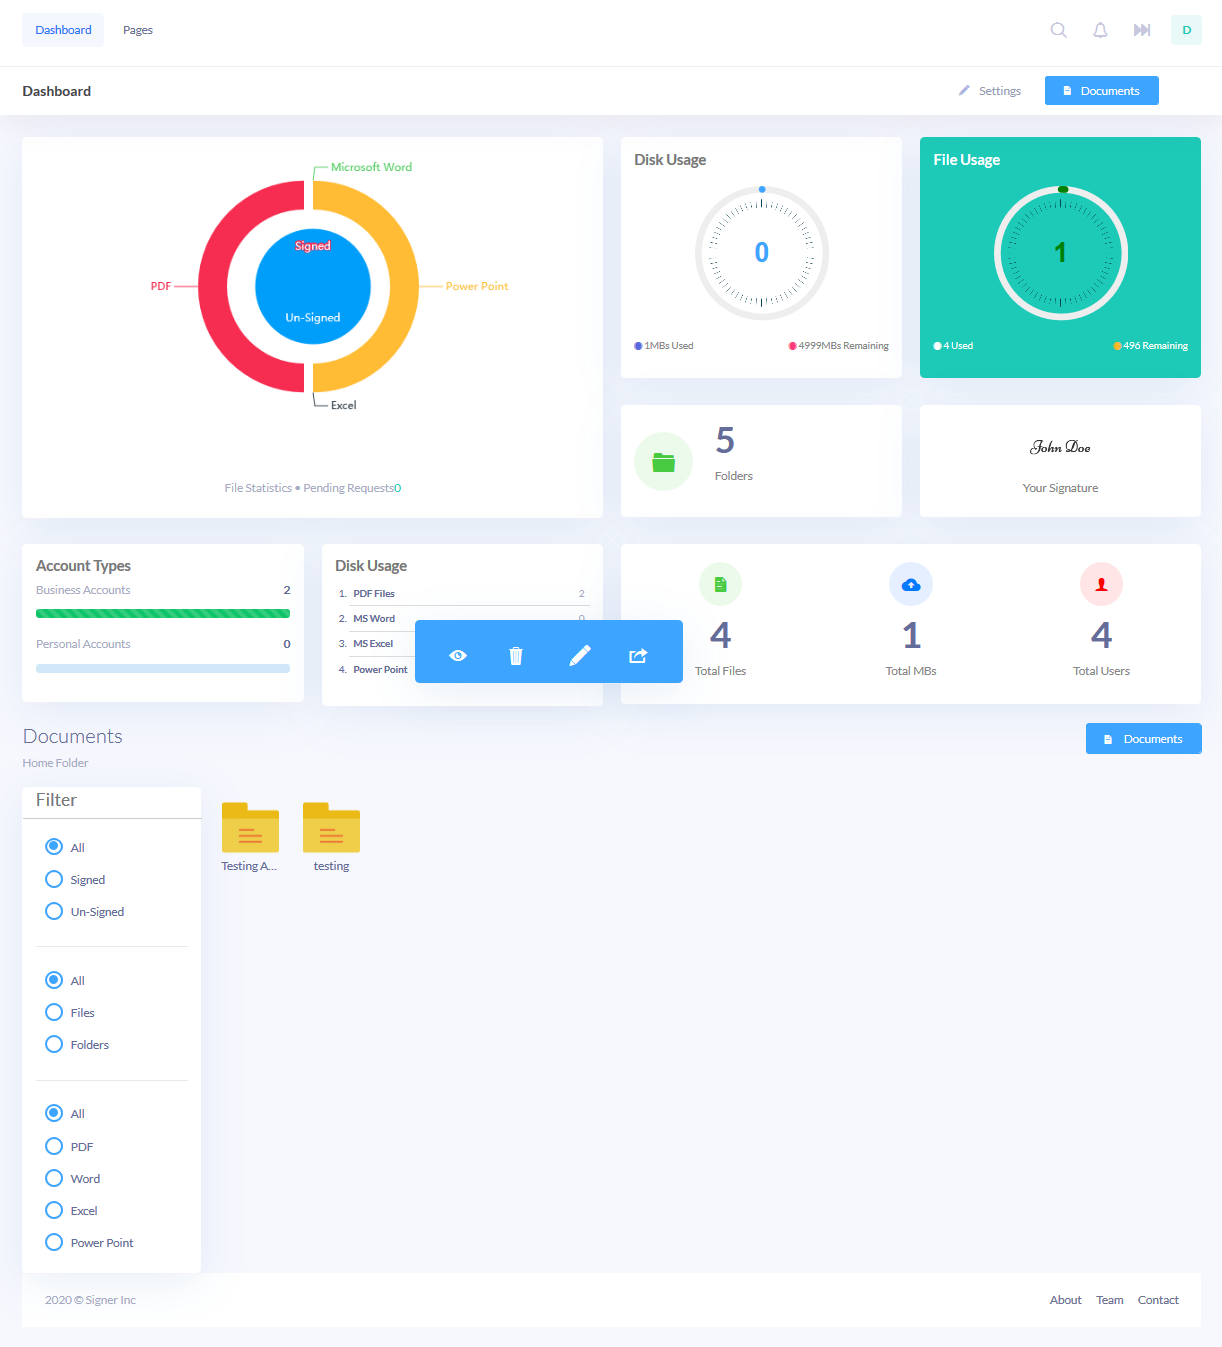 Dashboard
Pages
D
Dashboard
Settings
Documents
Microsoft Word
Signed
PDF
Power Point
Un-Signed
Excel
File Statistics • Pending Requests0
Disk Usage
0
1MBs Used
4999MBs Remaining
File Usage
1
4 Used
496 Remaining
5
Folders
John Doe
Your Signature
Account Types
Business Accounts 2
Personal Accounts 0
Disk Usage
1. PDF Files 2
2. MS Word
3. MS Excel
4. Power Point
4
Total Files
1
Total MBs
4
Total Users
Documents
Home Folder
Documents
Filter
All
Signed
Un-Signed
All
Files
Folders
All
PDF
Word
Excel
Power Point
Testing A...
testing
2020 © Signer Inc
About Team Contact